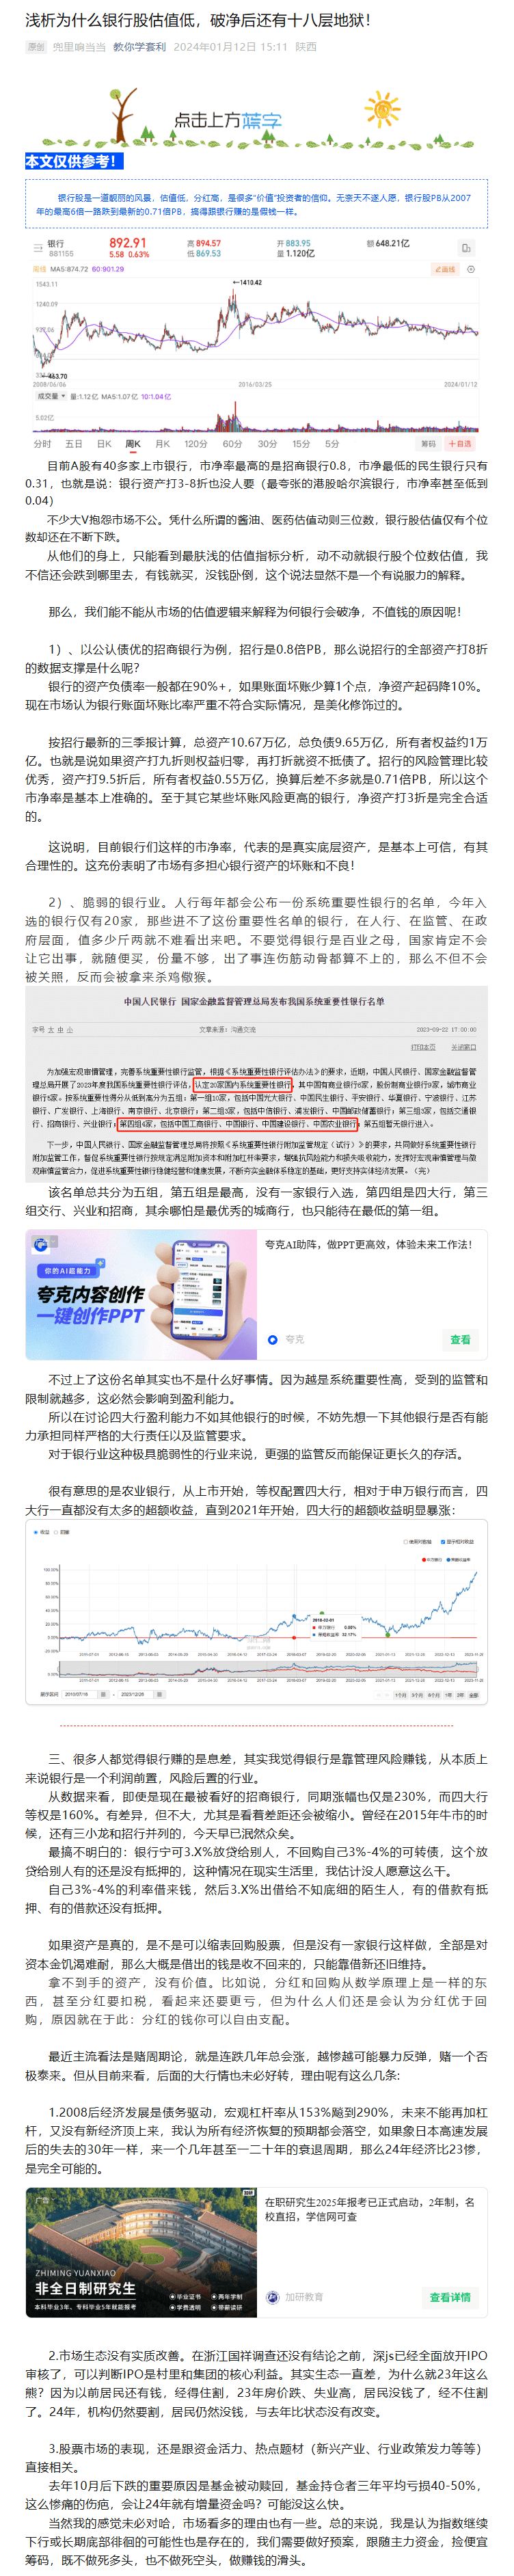 浅析为什么银行股估值低，破净后还有十八层地狱！
原创 兜里响当当 教你学套利 2024年01月12日 15:11 陕西
点击上方蓝字
本文仅供参考！
银行股是一道靓丽的风景，估值低，分红高，是很多“价值”投资者的信仰。无奈天不遂人愿，银行股PB从2007
年的最高6倍一路跌到最新的0.71倍PB，搞得跟银行赚的是假钱一样。
银行 892.91 高 894.57 开 883.95 额 648.21亿
881155 5.58 0.63% 低 869.53 量 1.120亿
周线 MA5:874.72 60:901.29 画线
1543.11
1410.42
1240.09
463.70
2008/06/06 2016/03/25 2024/01/12
成交量 量:1.12亿 MA5:1.07亿 10:1.04亿
5.02亿
分时 五日 日K 周K 月K 120分 60分 30分 15分 5分 筹码 +自选
目前A股有40多家上市银行，市净率最高的是招商银行0.8，市净最低的民生银行只有
0.31，也就是说：银行资产打3-8折也没人要（最夸张的港股哈尔滨银行，市净率甚至低到
0.04）
不少大V抱怨市场不公。凭什么所谓的酱油、医药估值动则三位数，银行股估值仅有个位
数却还在不断下跌。
从他们的身上，只能看到最肤浅的估值指标分析，动不动就银行股个位数估值，我
不信还会跌到哪里去，有钱就买，没钱卧倒，这个说法显然不是一个有说服力的解释。
那么，我们能不能从市场的估值逻辑来解释为何银行会破净，不值钱的原因呢！
1）、以公认债优的招商银行为例，招行是0.8倍PB，那么说招行的全部资产打8折
的数据支撑是什么呢？
银行的资产负债率一般都在90%+，如果账面坏账少算1个点，净资产起码降10%。
现在市场认为银行账面坏账比率严重不符合实际情况，是美化修饰过的。
按招行最新的三季报计算，总资产10.67万亿，总负债9.65万亿，所有者权益约1万
亿。也就是说如果资产打九折则权益归零，再打折就资不抵债了。招行的风险管理比较
优秀，资产打9.5折后，所有者权益0.55万亿，换算后差不多就是0.71倍PB，所以这个
市净率是基本上准确的。至于其它某些坏账风险更高的银行，净资产打3折是完全合适
的。
这说明，目前银行们这样的市净率，代表的是真实底层资产，是基本上可信，有其
合理性的。这充份表明了市场有多担心银行资产的坏账和不良！
2）、脆弱的银行业。人行每年都会公布一份系统重要性银行的名单，今年入
选的银行仅有20家，那些进不了这份重要性名单的银行，在人行、在监管、在政
府层面，值多少斤两就不难看出来吧。不要觉得银行是百业之母，国家肯定不会
让它出事，就随便买，份量不够，出了事连伤筋动骨都算不上的，那么不但不会
被关照，反而会被拿来杀鸡儆猴。
中国人民银行 国家金融监督管理总局发布我国系统重要性银行名单
字号 大 中 小 文章来源：沟通交流 2023-09-22 17:00:00
打印本页 关闭窗口
为加强宏观审慎管理，完善系统重要性银行监管，根据《系统重要性银行评估办法》的要求，近期，中国人民银行、国家金融监督管
理总局开展了2023年度我国系统重要性银行评估，认定20家国内系统重要性银行，其中国有商业银行6家，股份制商业银行9家，城市商业
银行5家。按系统重要性得分从低到高分为五组：第一组10家，包括中国光大银行、中国民生银行、平安银行、华夏银行、宁波银行、江苏
银行、广发银行、上海银行、南京银行、北京银行；第二组3家，包括中信银行、浦发银行、中国邮政储蓄银行；第三组3家，包括交通银
行、招商银行、兴业银行；第四组4家，包括中国工商银行、中国银行、中国建设银行、中国农业银行；第五组暂无银行进入。
下一步，中国人民银行、国家金融监督管理总局将按照《系统重要性银行附加监管规定（试行）》的要求，共同做好系统重要性银行
附加监管工作，督促系统重要性银行按规定满足附加资本和附加杠杆率要求，增强抗风险能力和损失吸收能力，发挥好宏观审慎管理与微
观审慎监管合力，促进系统重要性银行稳健经营和健康发展，不断夯实金融体系稳定的基础，更好支持实体经济发展。（完）
该名单总共分为五组，第五组是最高，没有一家银行入选，第四组是四大行，第三
组交行、兴业和招商，其余哪怕是最优秀的城商行，也只能待在最低的第一组。
你的AI超能力
夸克内容创作
一键创作PPT
夸克AI助阵，做PPT更高效，体验未来工作法！
夸克 查看
不过上了这份名单其实也不是什么好事情。因为越是系统重要性高，受到的监管和
限制就越多，这必然会影响到盈利能力。
所以在讨论四大行盈利能力不如其他银行的时候，不妨先想一下其他银行是否有能
力承担同样严格的大行责任以及监管要求。
对于银行业这种极具脆弱性的行业来说，更强的监管反而能保证更长久的存活。
很有意思的是农业银行，从上市开始，等权配置四大行，相对于申万银行而言，四
大行一直都没有太多的超额收益，直到2021年开始，四大行的超额收益明显暴涨：
100.00%
80.00%
60.00%
40.00%
20.00%
0.00%
三、很多人都觉得银行赚的是息差，其实我觉得银行是靠管理风险赚钱，从本质上
来说银行是一个利润前置，风险后置的行业。
从数据来看，即使是现在最被看好的招商银行，同期涨幅也仅是230%，而四大行
等权是160%。有差异，但不大，尤其是看着差距还会被缩小。曾经在2015年牛市的时
候，还有三小龙和招行并列的，今天早已泯然众矣。
最搞不明白的：银行宁可3.X%放贷给别人，不回购自己3%-4%的可转债，这个放
贷给别人有的还是没有抵押的，这种情况在现实生活里，我估计没人愿意这么干。
自己3%-4%的利率借来钱，然后3.X%出借给不知底细的陌生人，有的借款有抵
押、有的借款还没有抵押。
如果资产是真的，是不是可以缩表回购股票，但是没有一家银行这样做，全部是对
资本金饥渴难耐，那么大概是借出的钱是收不回来的，只能靠借新还旧维持。
拿不到手的资产，没有价值。比如说，分红和回购从数学原理上是一样的东
西，甚至分红要扣税，看起来还要更亏，但为什么人们还是会认为分红优于回
购，原因就在于此：分红的钱你可以自由支配。
最近主流看法是赌周期论，就是连跌几年总会涨，越惨越可能暴力反弹，赌一个否
极泰来。但从目前来看，后面的大行情也未必好转，理由呢有这么几条:
1.2008后经济发展是债务驱动，宏观杠杆率从153%飚到290%，未来不能再加杠
杆，又没有新经济顶上来，我认为所有经济恢复的预期都会落空，如果象日本高速发展
后的失去的30年一样，来一个几年甚至一二十年的衰退周期，那么24年经济比23惨，
是完全可能的。
广告
ZHIMING YUANXIAO
非全日制研究生
本科毕业3年、专科毕业5年就能报考
毕业证书 两年学制
学费透明 带薪读研
在职研究生2025年报考已正式启动，2年制，名
校直招，学信网可查
加研教育 查看详情
2.市场生态没有实质改善。在浙江国祥调查还没有结论之前，深js已经全面放开IPO
审核了，可以判断IPO是村里和集团的核心利益。其实生态一直差，为什么就23年这么
熊？因为以前居民还有钱，经得住割，23年房价跌、失业高，居民没钱了，经不住割
了。24年，机构仍然要割，居民仍然没钱，与去年比状态没有改变。
3.股票市场的表现，还是跟资金活力、热点题材（新兴产业、行业政策发力等等）
直接相关。
去年10月后下跌的重要原因是基金被动赎回，基金持仓者三年平均亏损40-50%，
这么惨痛的伤疤，会让24年就有增量资金吗？可能没这么快。
当然我的感觉未必对哈，市场看多的理由也有一些。总的来说，我是认为指数继续
下行或长期底部徘徊的可能性也是存在的，我们需要做好预案，跟随主力资金，捡便宜
筹码，既不做死多头，也不做死空头，做赚钱的滑头。